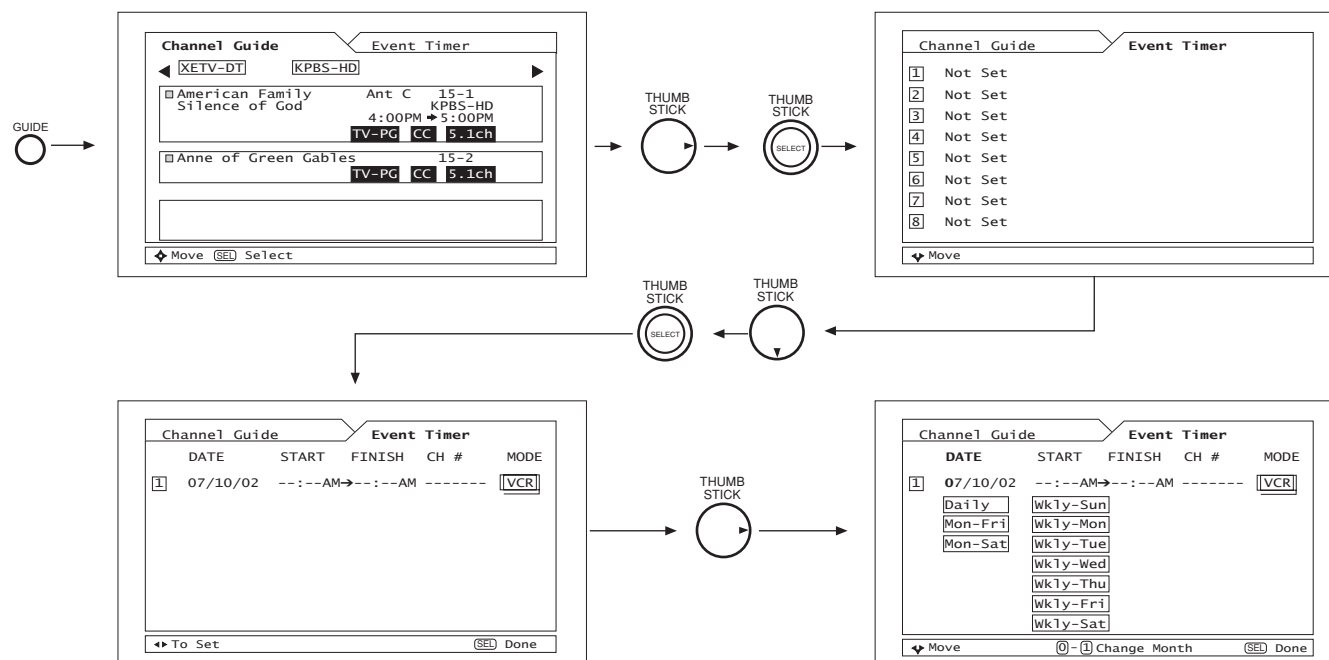 GUIDE
Channel Guide Event Timer
XETV-DT KPBS-HD
American Family Ant C 15-1
Silence of God KPBS-HD
4:00PM ➔ 5:00PM
TV-PG CC 5.1ch
Anne of Green Gables 15-2
TV-PG CC 5.1ch
Move SEL Select
THUMB
STICK
THUMB
STICK
SELECT
Channel Guide Event Timer
1 Not Set
2 Not Set
3 Not Set
4 Not Set
5 Not Set
6 Not Set
7 Not Set
8 Not Set
Move
THUMB
STICK
THUMB
STICK
SELECT
Channel Guide Event Timer
DATE START FINISH CH # MODE
1 07/10/02 --:--AM➔--:--AM ------- VCR
To Set SEL Done
THUMB
STICK
Channel Guide Event Timer
DATE START FINISH CH # MODE
1 07/10/02 --:--AM➔--:--AM ------- VCR
Daily Wkly-Sun
Mon-Fri Wkly-Mon
Mon-Sat Wkly-Tue
Wkly-Wed
Wkly-Thu
Wkly-Fri
Wkly-Sat
Move 0-1 Change Month SEL Done